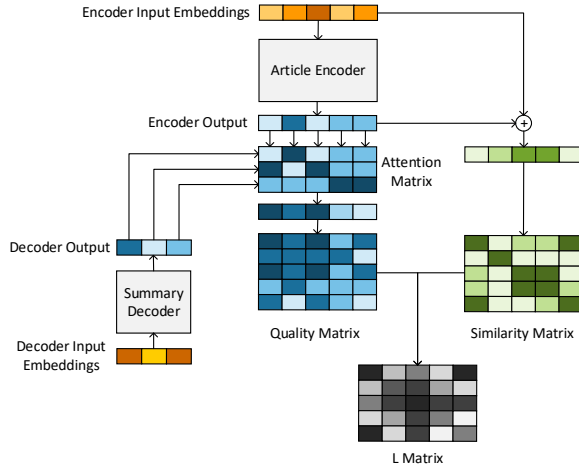 Encoder Input Embeddings
Article Encoder
Encoder Output
+
Attention
Matrix
Decoder Output
Summary
Decoder
Quality Matrix
Similarity Matrix
Decoder Input
Embeddings
L Matrix